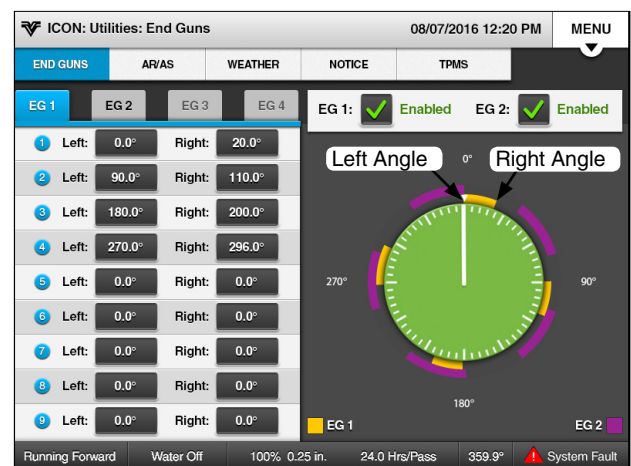 ICON: Utilities: End Guns 08/07/2016 12:20 PM MENU
END GUNS AR/AS WEATHER NOTICE TPMS
EG 1 EG 2 EG 3 EG 4
EG 1: Enabled EG 2: Enabled
1 Left: 0.0° Right: 20.0°
2 Left: 90.0° Right: 110.0°
3 Left: 180.0° Right: 200.0°
4 Left: 270.0° Right: 296.0°
5 Left: 0.0° Right: 0.0°
6 Left: 0.0° Right: 0.0°
7 Left: 0.0° Right: 0.0°
8 Left: 0.0° Right: 0.0°
9 Left: 0.0° Right: 0.0°
Left Angle 0° Right Angle
270° 90°
180°
EG 1 EG 2
Running Forward Water Off 100% 0.25 in. 24.0 Hrs/Pass 359.9° System Fault